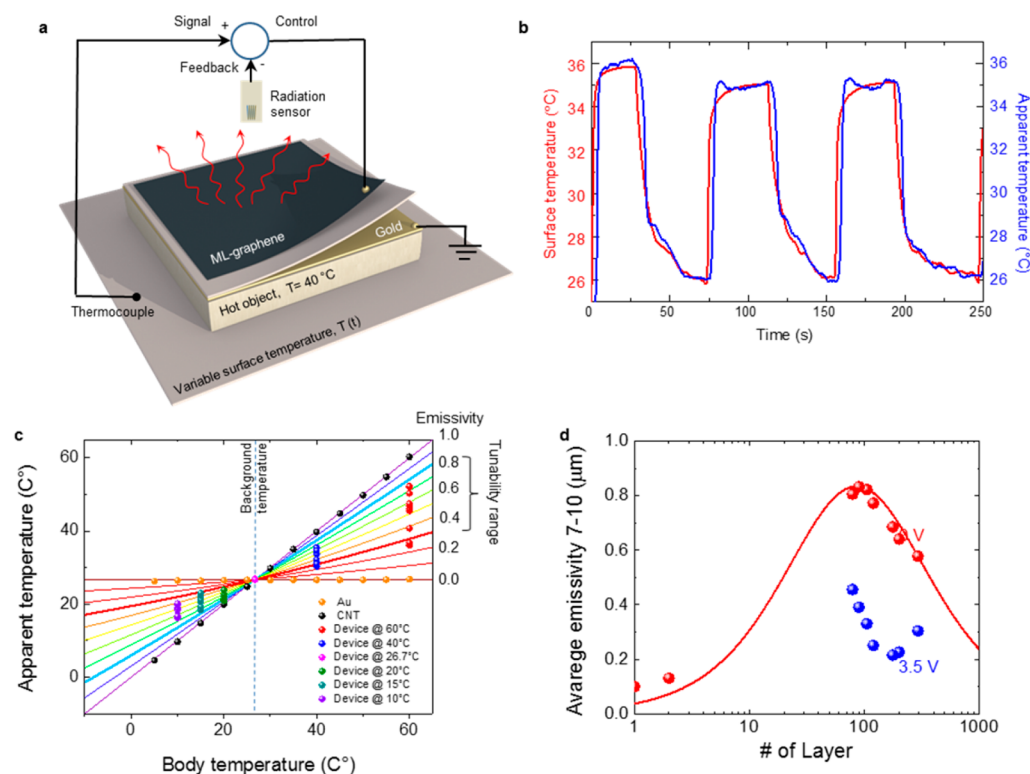 a
Signal
+
Control
Feedback
-
Radiation
sensor
ML-graphene
Gold
Hot object, T= 40 °C
Thermocouple
Variable surface temperature, T (t)
b
36
34
32
30
28
26
Surface temperature (°C)
36
35
34
32
30
28
26
Apparent temperature (°C)
0
50
100
150
200
250
Time (s)
c
Emissivity
1.0
0.8
0.6
0.4
0.2
0.0
Tunability range
Background
temperature
60
40
20
0
Apparent temperature (C°)
Au
CNT
Device @ 60°C
Device @ 40°C
Device @ 26.7°C
Device @ 20°C
Device @ 15°C
Device @ 10°C
0
20
40
60
Body temperature (C°)
d
1.0
0.8
0.6
0.4
0.2
0.0
Avarege emissivity 7-10 (μm)
V
3.5 V
1
10
100
1000
# of Layer